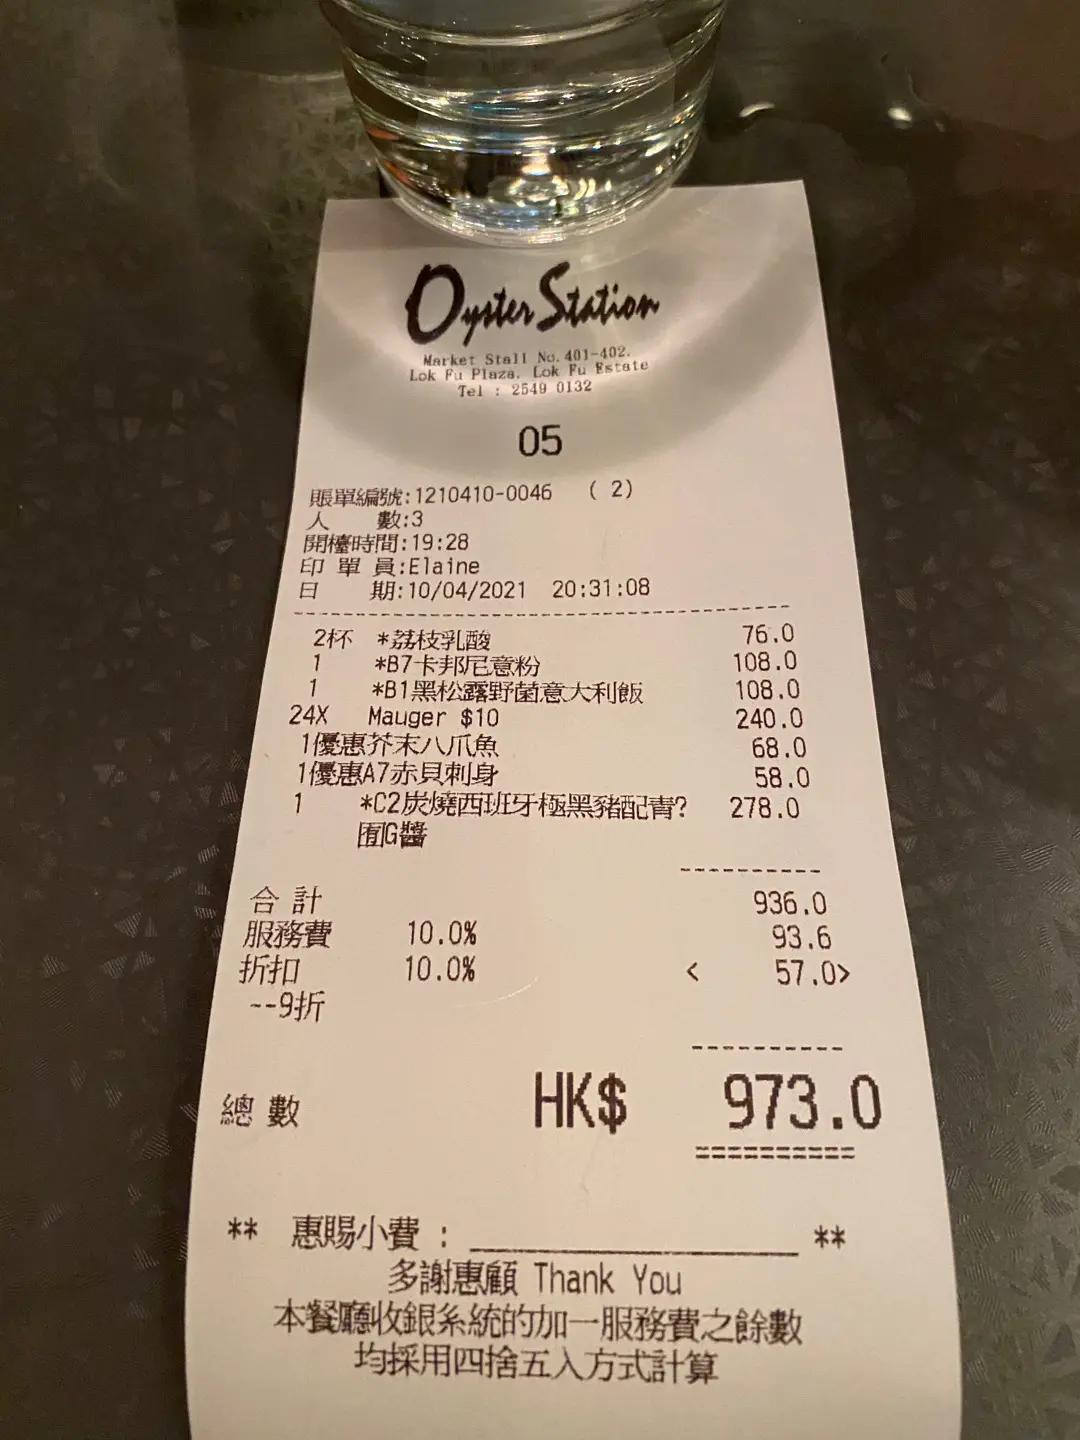 Oyster Station
Market Stall No. 401-402.
Lok Fu Plaza, Lok Fu Estate
Tel : 2549 0132
05
賬單編號:1210410-0046 ( 2)
人 數:3
開檯時間:19:28
印 單 員:Elaine
日 期:10/04/2021 20:31:08
2杯 *荔枝乳酸 76.0
1 *B7卡邦尼意粉 108.0
1 *B1黑松露野菌意大利飯 108.0
24X Mauger $10 240.0
1優惠芥末八爪魚 68.0
1優惠A7赤貝刺身 58.0
1 *C2炭燒西班牙極黑豬配青? 278.0
囿G醬
合 計 936.0
服務費 10.0% 93.6
折扣 10.0% < 57.0>
--9折
總 數 HK$ 973.0
** 惠賜小費 : **
多謝惠顧 Thank You
本餐廳收銀系統的加一服務費之餘數
均採用四捨五入方式計算